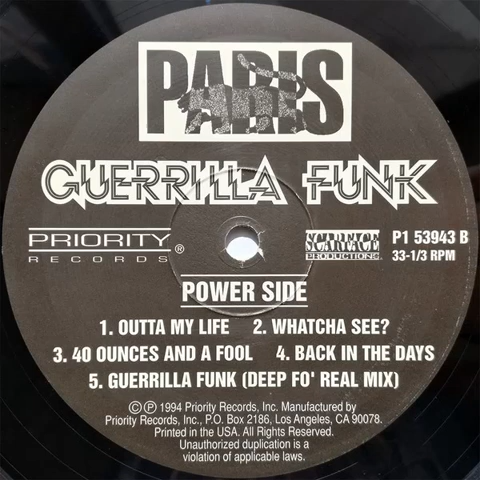 PARIS
GUERRILLA FUNK
PRIORITY
RECORDS ®
SCARFACE
PRODUCTIONS
P1 53943 B
33-1/3 RPM
POWER SIDE
1. OUTTA MY LIFE 2. WHATCHA SEE?
3. 40 OUNCES AND A FOOL 4. BACK IN THE DAYS
5. GUERRILLA FUNK (DEEP FO' REAL MIX)
© ℗ 1994 Priority Records, Inc. Manufactured by
Priority Records, Inc., P.O. Box 2186, Los Angeles, CA 90078.
Printed in the USA. All Rights Reserved.
Unauthorized duplication is a
violation of applicable laws.